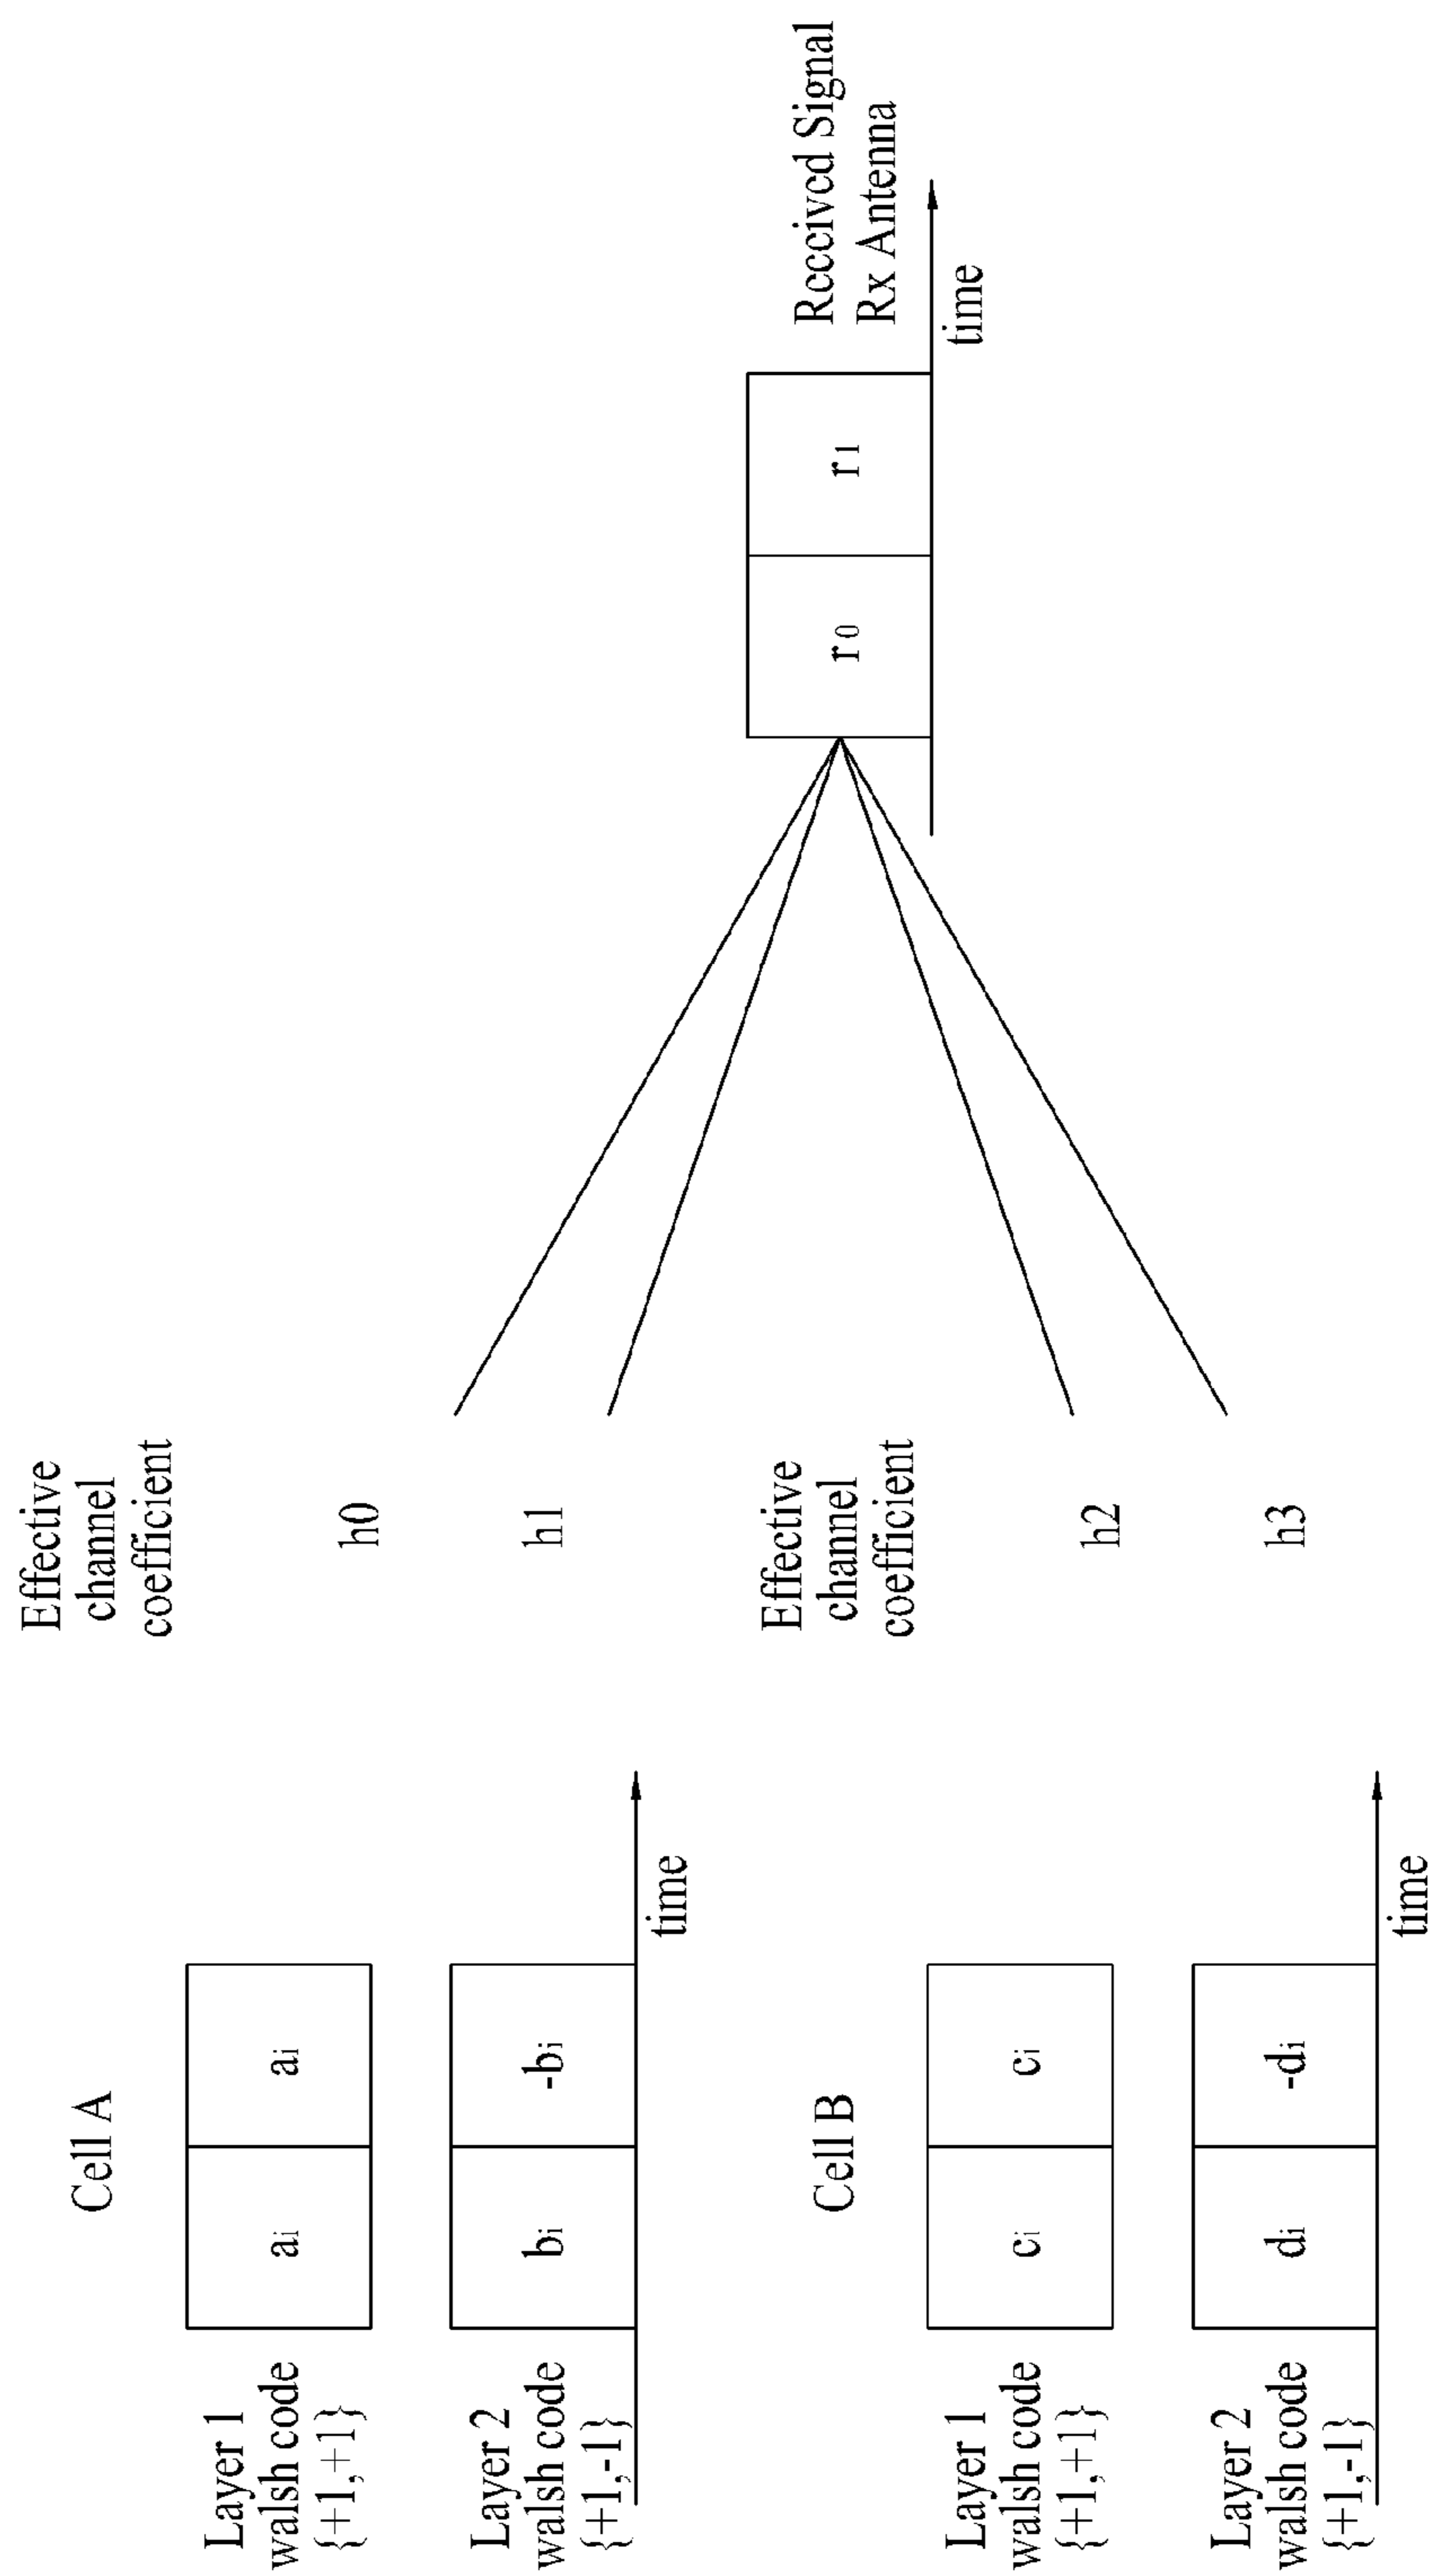 Cell A
Effective
channel
coefficient
Layer 1
walsh code
{+1,+1}
ai
ai
h0
Layer 2
walsh code
{+1,-1}
bi
-bi
h1
time
Received Signal
Rx Antenna
r0
r1
time
Cell B
Effective
channel
coefficient
Layer 1
walsh code
{+1,+1}
ci
ci
h2
Layer 2
walsh code
{+1,-1}
di
-di
h3
time